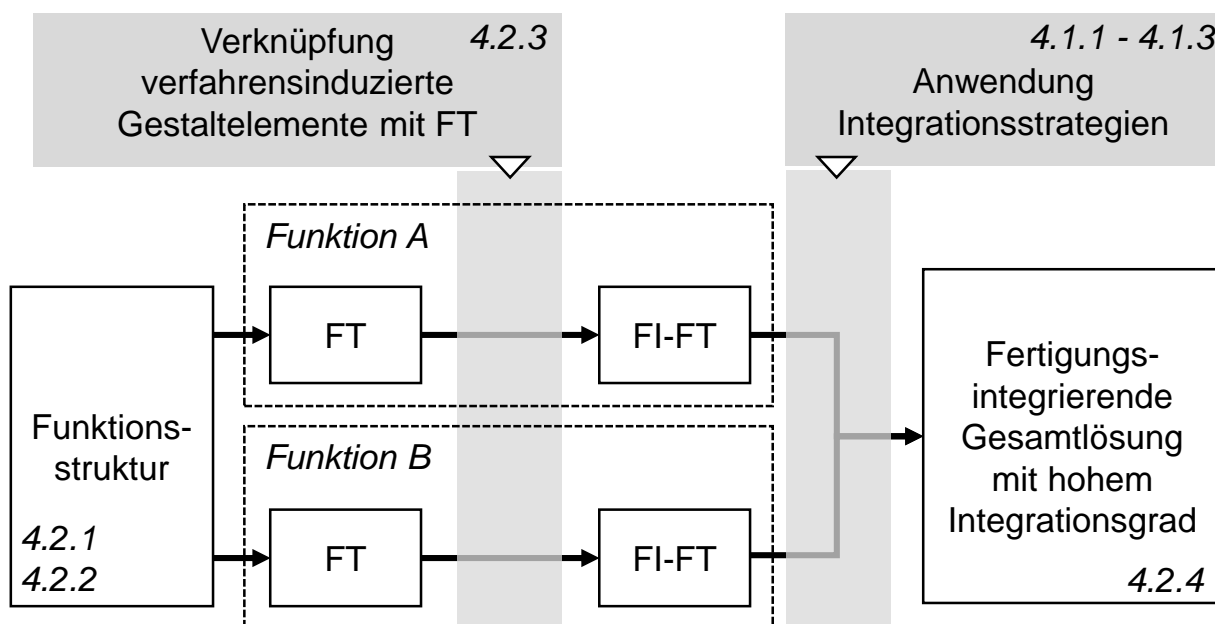 Verknüpfung 4.2.3
verfahrensinduzierte
Gestaltelemente mit FT
4.1.1 - 4.1.3
Anwendung
Integrationsstrategien
Funktions-
struktur
4.2.1
4.2.2
Funktion A
FT
FI-FT
Funktion B
FT
FI-FT
Fertigungs-
integrierende
Gesamtlösung
mit hohem
Integrationsgrad
4.2.4